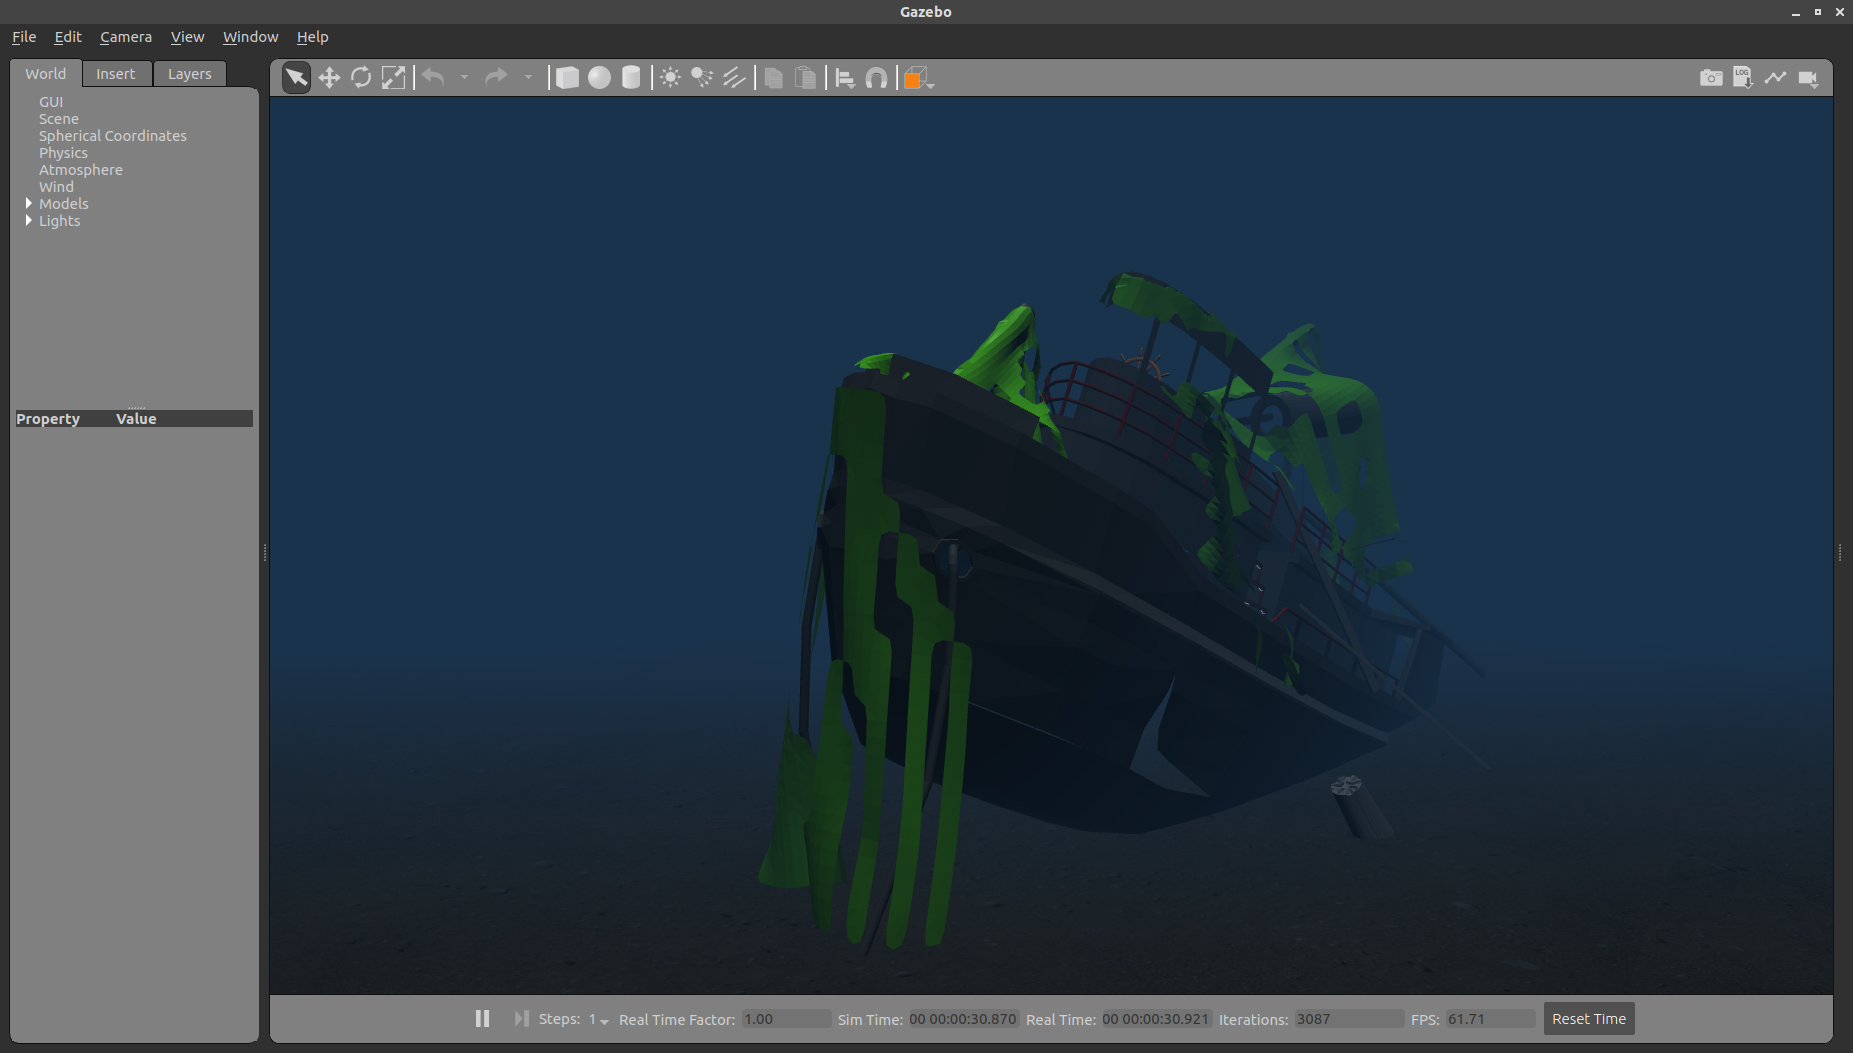 Gazebo
File Edit Camera View Window Help
World Insert Layers
LOG
GUI
Scene
Spherical Coordinates
Physics
Atmosphere
Wind
Models
Lights
Property Value
Steps: 1 Real Time Factor: 1.00 Sim Time: 00 00:00:30.870 Real Time: 00 00:00:30.921 Iterations: 3087 FPS: 61.71 Reset Time